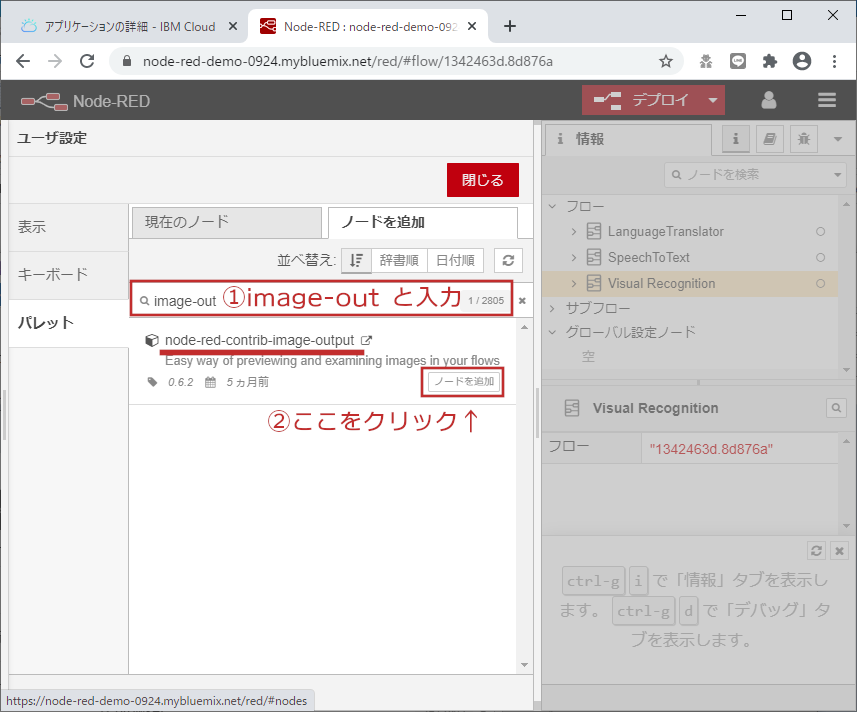 アプリケーションの詳細 - IBM Cloud
Node-RED : node-red-demo-092
node-red-demo-0924.mybluemix.net/red/#flow/1342463d.8d876a
Node-RED
デプロイ
ユーザ設定
閉じる
表示
キーボード
パレット
現在のノード
ノードを追加
並べ替え:
辞書順
日付順
image-out
①image-out と入力
1 / 2805
node-red-contrib-image-output
Easy way of previewing and examining images in your flows
0.6.2
5 ヵ月前
ノードを追加
②ここをクリック↑
i 情報
i
ノードを検索
フロー
LanguageTranslator
SpeechToText
Visual Recognition
サブフロー
グローバル設定ノード
空
Visual Recognition
フロー
"1342463d.8d876a"
ctrl-g i で「情報」タブを表示し
ます。 ctrl-g d で「デバッグ」タ
ブを表示します。
https://node-red-demo-0924.mybluemix.net/red/#nodes